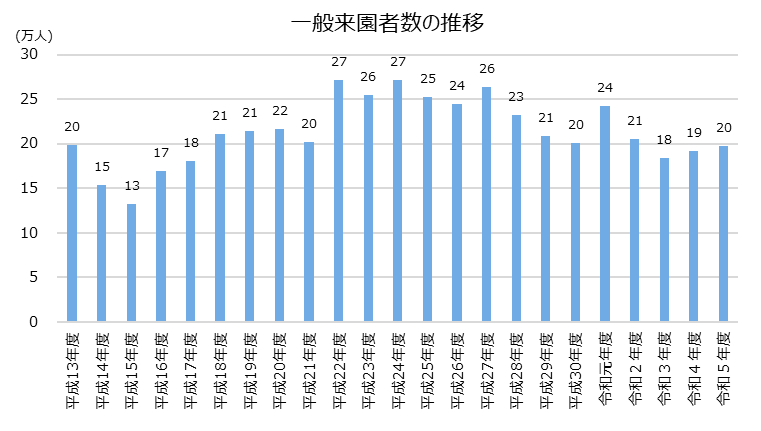 一般来園者数の推移
(万人)
30
25
20
15
10
5
0
20
15
13
17
18
21
21
22
20
27
26
27
25
24
26
23
21
20
24
21
18
19
20
平成13年度
平成14年度
平成15年度
平成16年度
平成17年度
平成18年度
平成19年度
平成20年度
平成21年度
平成22年度
平成23年度
平成24年度
平成25年度
平成26年度
平成27年度
平成28年度
平成29年度
平成30年度
令和元年度
令和２年度
令和３年度
令和４年度
令和５年度